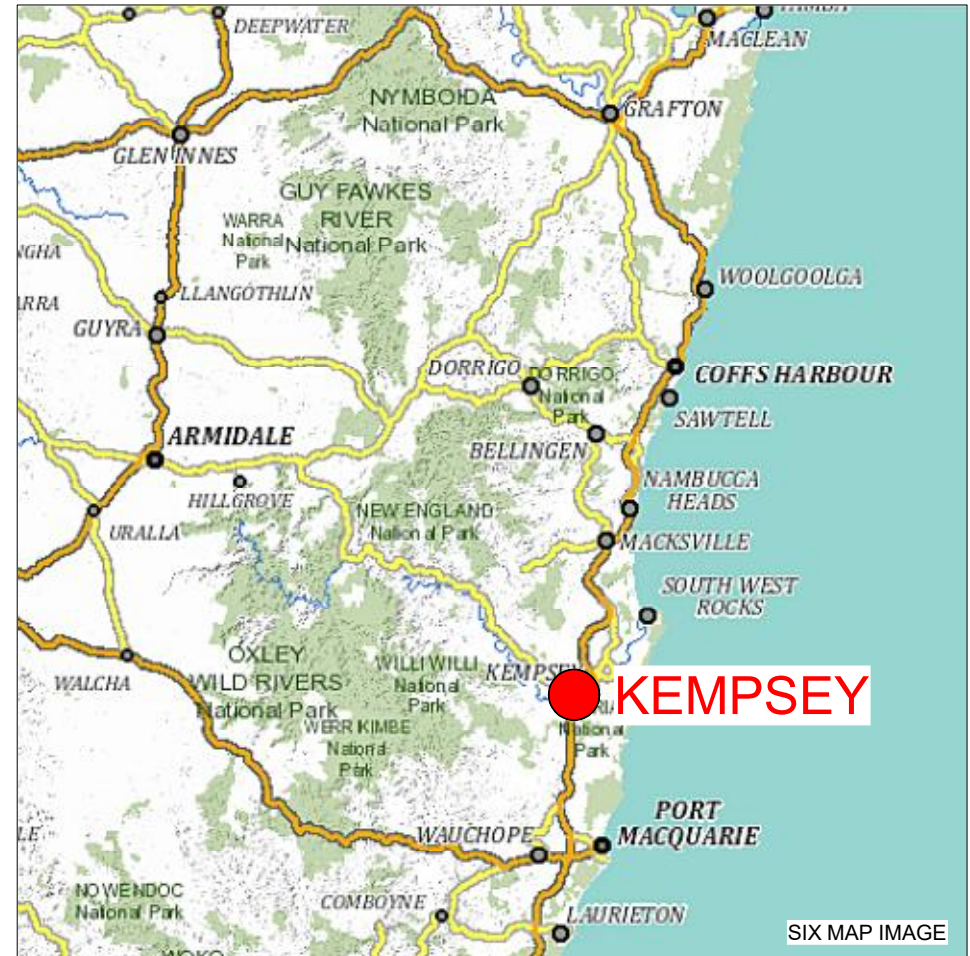 DEEPWATER
MACLEAN
NYMBOIDA
National Park
GRAFTON
GLEN INNES
GUY FAWKES
RIVER
National Park
WARRA
National
Park
WOOLGOOLGA
LLANGOTHLIN
GUYRA
DORRIGO
DORRIGO
National
Park
COFFS HARBOUR
SAWTELL
ARMIDALE
BELLINGEN
HILLGROVE
NAMBUCCA
HEADS
NEW ENGLAND
National Park
URALLA
MACKSVILLE
SOUTH WEST
ROCKS
OXLEY
WILD RIVERS
National Park
WILLI WILLI
National
Park
KEMPSEY
KEMPSEY
WALCHA
National
Park
WERRIKIMBE
National
Park
PORT
MACQUARIE
WAUCHOPE
NOWENDOC
National Park
COMBOYNE
LAURIETON
SIX MAP IMAGE